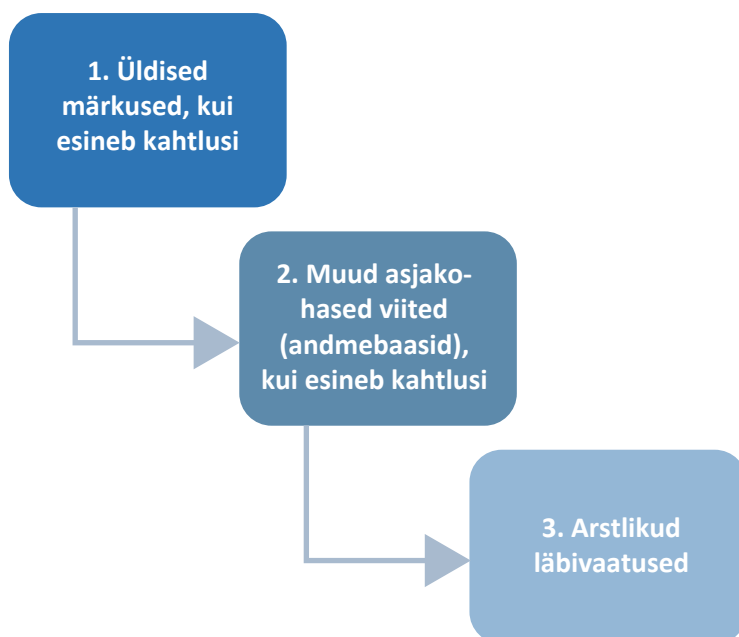 1. Üldised
märkused, kui
esineb kahtlusi
2. Muud asjako-
hased viited
(andmebaasid),
kui esineb kahtlusi
3. Arstlikud
läbivaatused